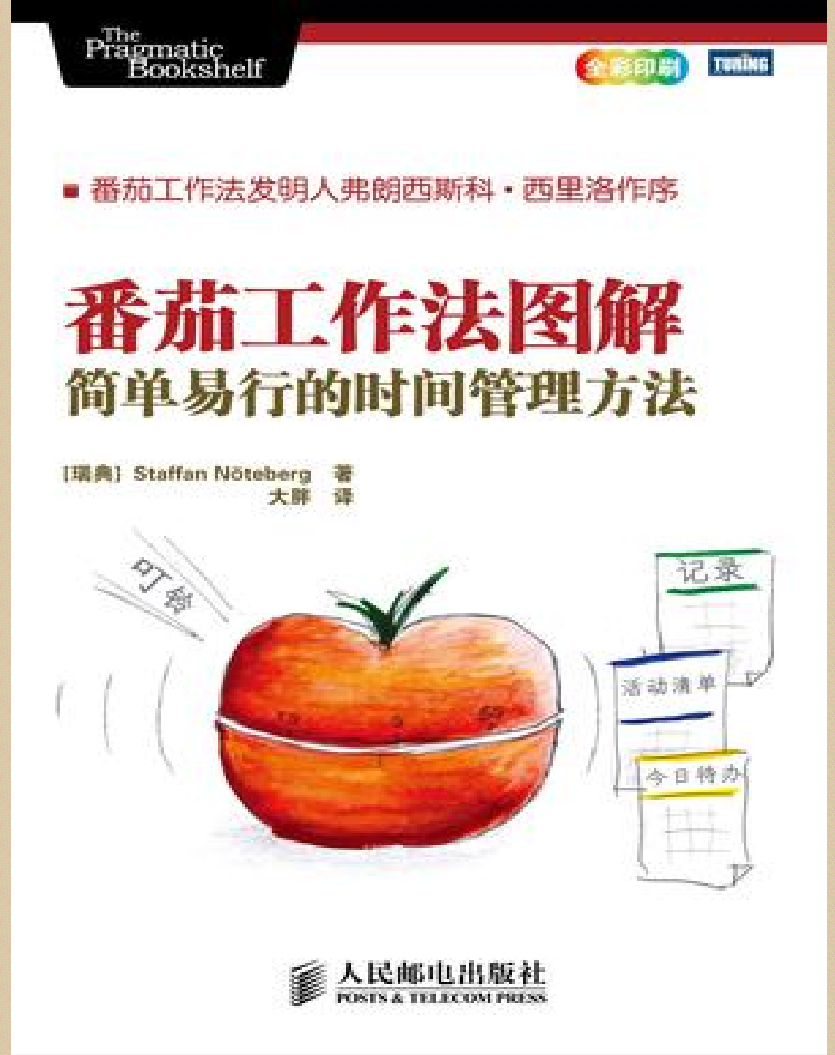 The
Pragmatic
Bookshelf
全彩印刷
TURING
■ 番茄工作法发明人弗朗西斯科·西里洛作序
番茄工作法图解
简单易行的时间管理方法
[瑞典] Staffan Nöteberg 著
大胖 译
叮铃
记录
活动清单
今日待办
人民邮电出版社
POSTS & TELECOM PRESS